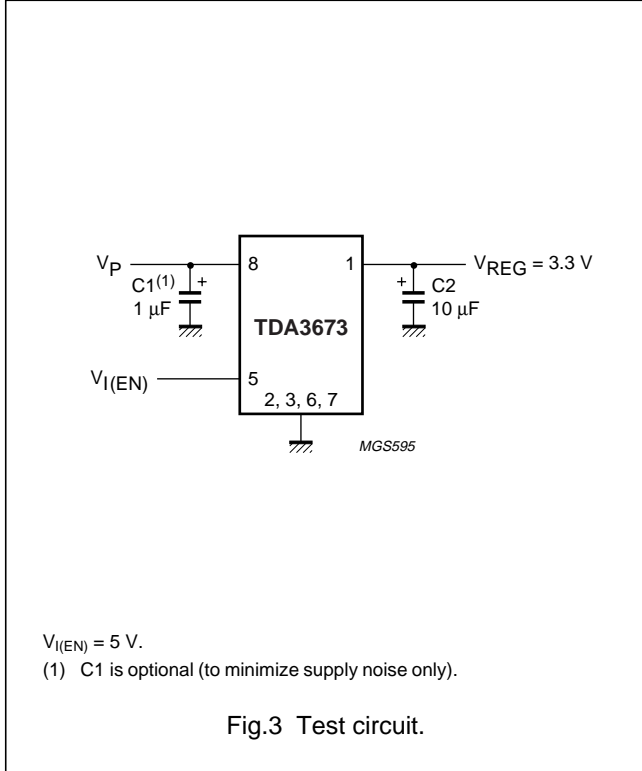 V_P
8
1
V_REG = 3.3 V
C1(1)
+
1 μF
+
C2
10 μF
TDA3673
V_I(EN)
5
2, 3, 6, 7
MGS595
V_I(EN) = 5 V.
(1) C1 is optional (to minimize supply noise only).
Fig.3 Test circuit.